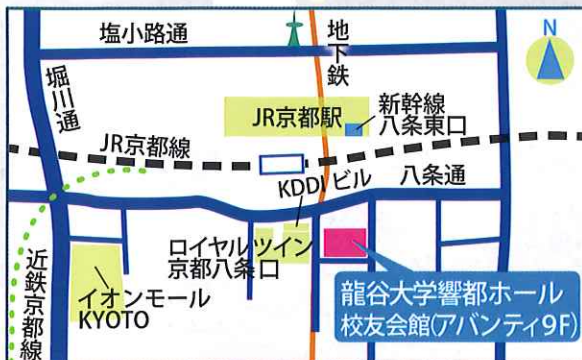 塩小路通
地下鉄
N
堀川通
JR京都駅
新幹線
八条東口
JR京都線
KDDI ビル
八条通
ロイヤルツイン
京都八条口
近鉄京都線
イオンモール
KYOTO
龍谷大学響都ホール
校友会館(アバンティ9F)